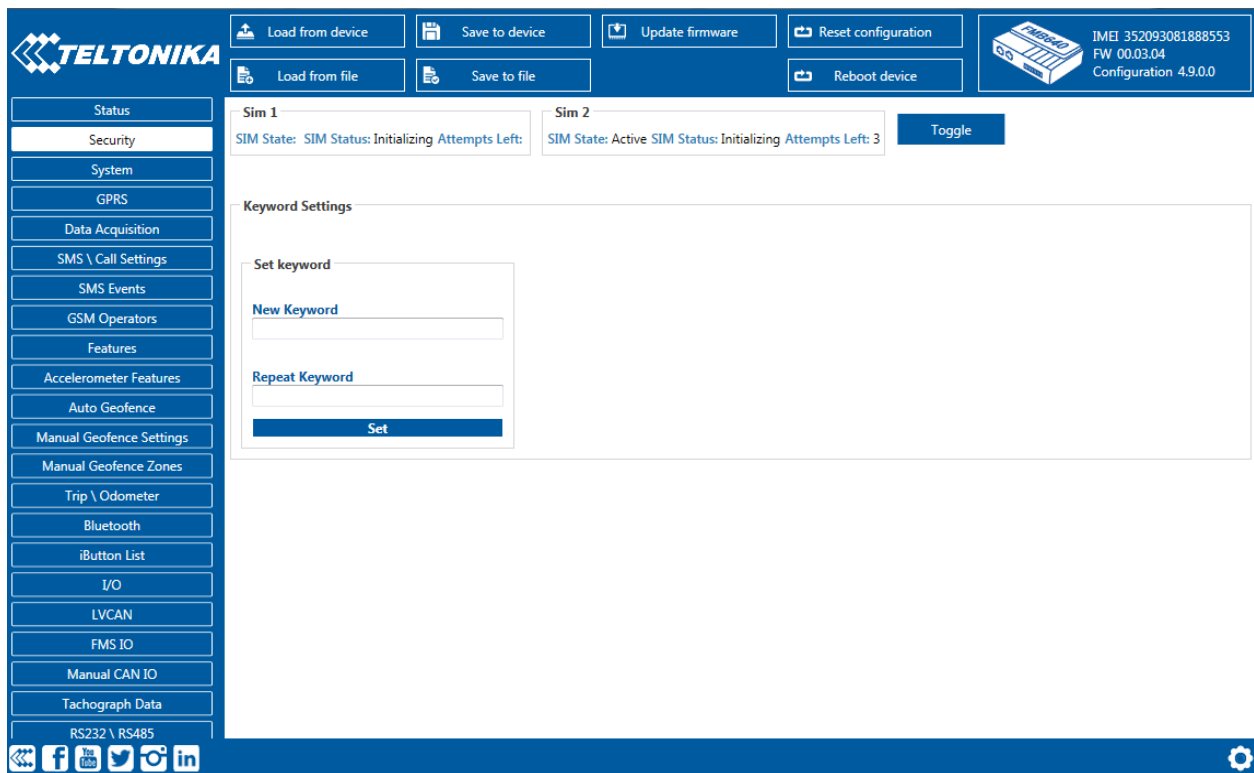 TELTONIKA
Load from device
Save to device
Update firmware
Reset configuration
Load from file
Save to file
Reboot device
FMB640
IMEI 352093081888553
FW 00.03.04
Configuration 4.9.0.0
Status
Security
System
GPRS
Data Acquisition
SMS \ Call Settings
SMS Events
GSM Operators
Features
Accelerometer Features
Auto Geofence
Manual Geofence Settings
Manual Geofence Zones
Trip \ Odometer
Bluetooth
iButton List
I/O
LVCAN
FMS IO
Manual CAN IO
Tachograph Data
RS232 \ RS485
Sim 1
SIM State: SIM Status: Initializing Attempts Left:
Sim 2
SIM State: Active SIM Status: Initializing Attempts Left: 3
Toggle
Keyword Settings
Set keyword
New Keyword
Repeat Keyword
Set
f
You Tube
in